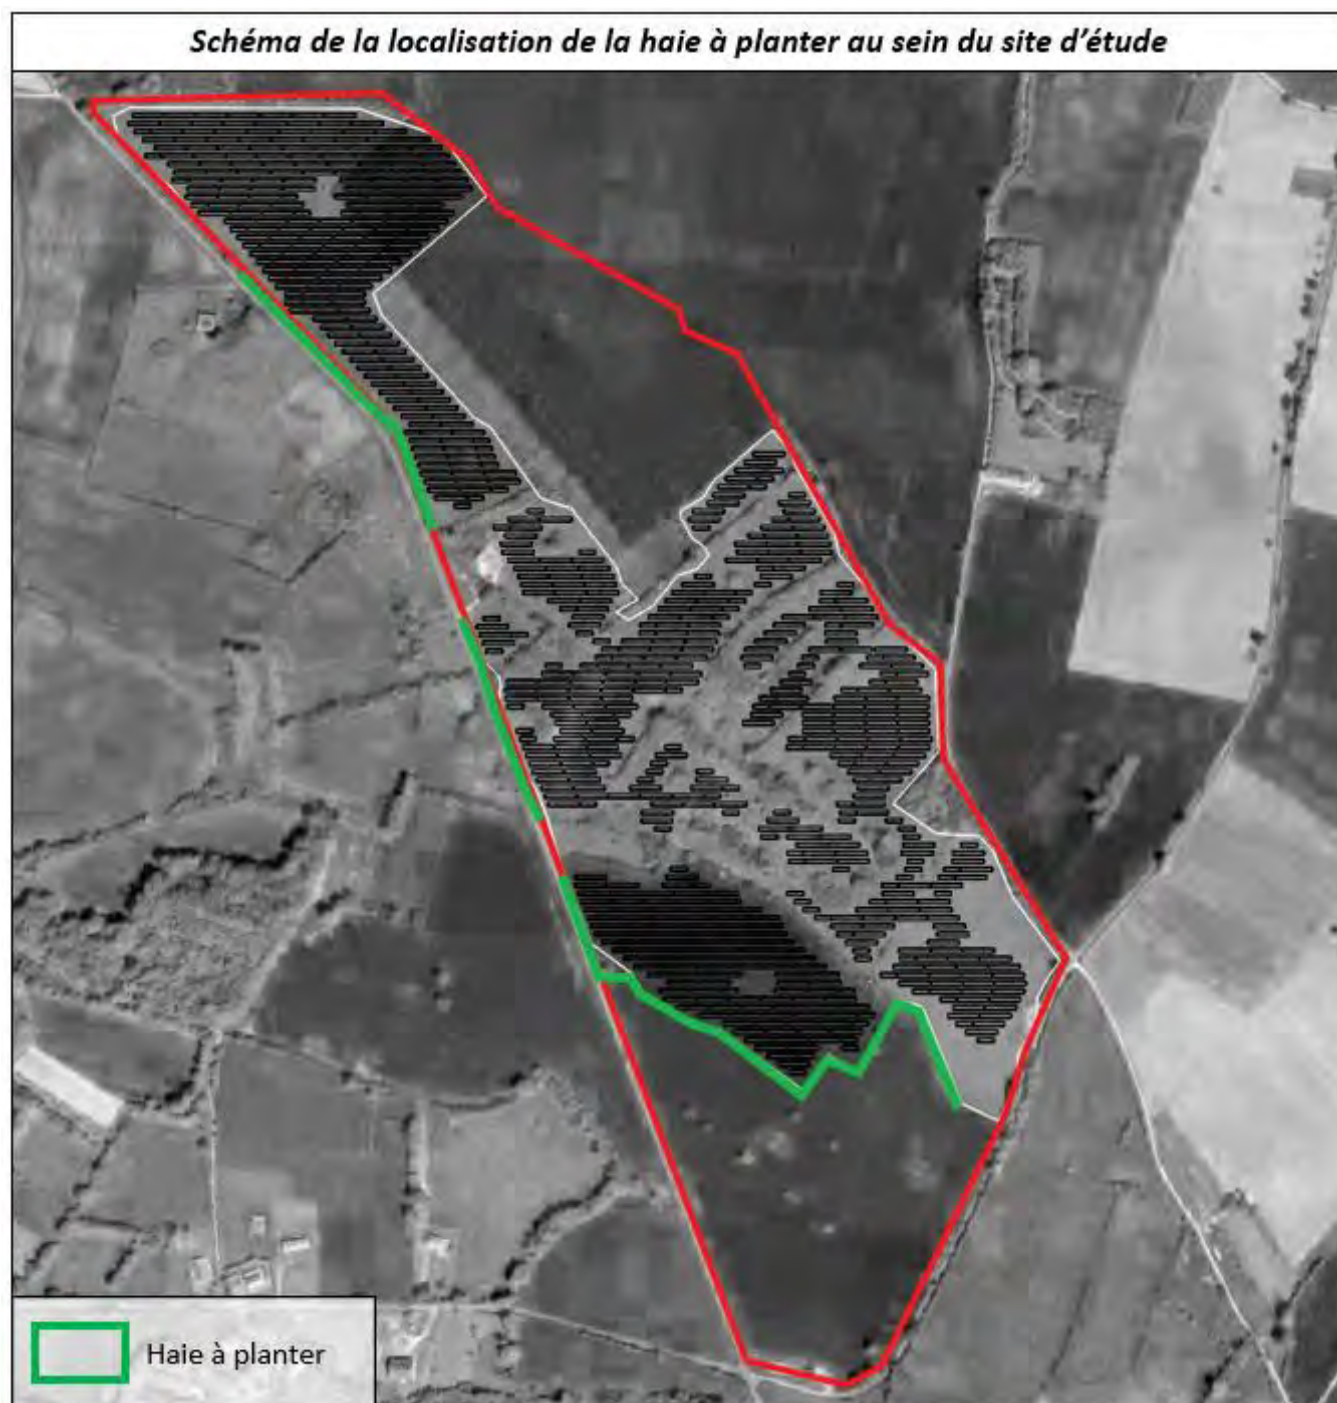 Schéma de la localisation de la haie à planter au sein du site d’étude
Haie à planter